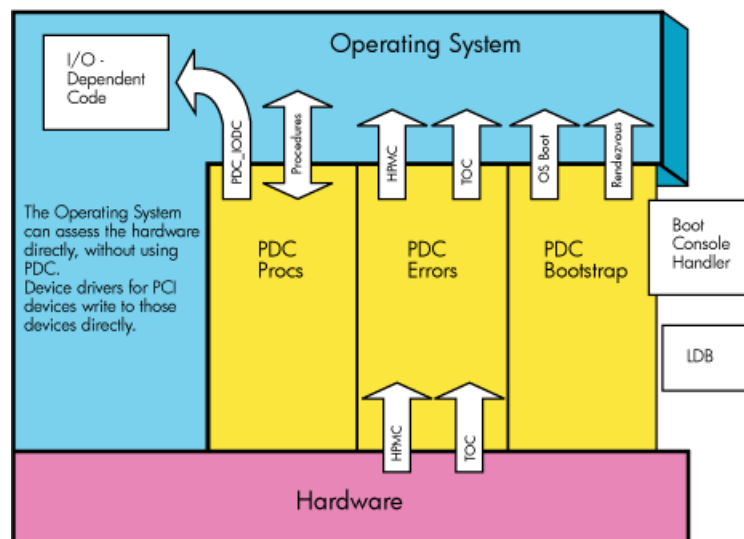 Operating System
I/O -
Dependent
Code
PDC_IODC
Procedures
HPMC
TOC
OS Boot
Rendezvous
The Operating System
can assess the hardware
directly, without using
PDC.
Device drivers for PCI
devices write to those
devices directly.
PDC
Procs
PDC
Errors
PDC
Bootstrap
Boot
Console
Handler
LDB
HPMC
TOC
Hardware